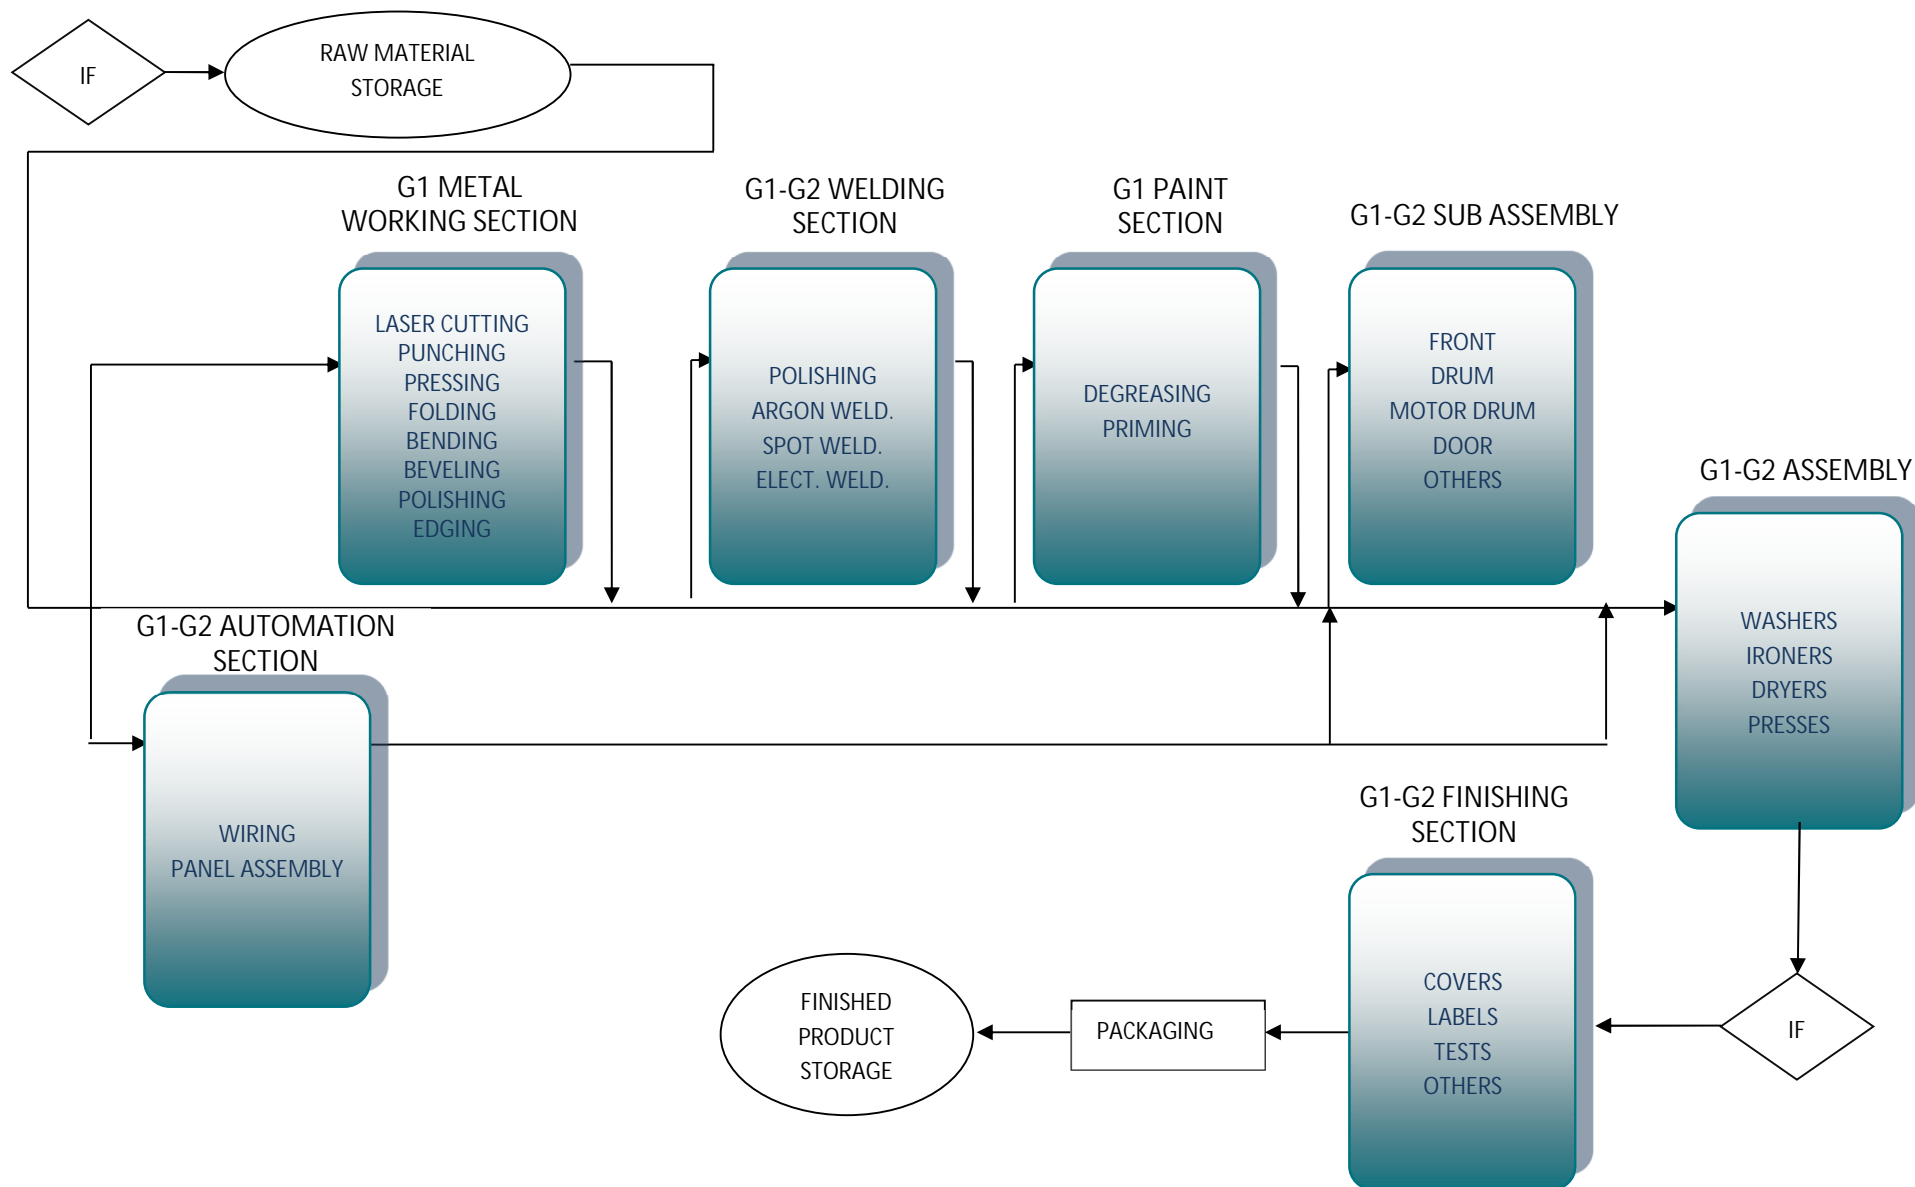 IF
RAW MATERIAL
STORAGE
G1 METAL
WORKING SECTION
LASER CUTTING
PUNCHING
PRESSING
FOLDING
BENDING
BEVELING
POLISHING
EDGING
G1-G2 WELDING
SECTION
POLISHING
ARGON WELD.
SPOT WELD.
ELECT. WELD.
G1 PAINT
SECTION
DEGREASING
PRIMING
G1-G2 SUB ASSEMBLY
FRONT
DRUM
MOTOR DRUM
DOOR
OTHERS
G1-G2 ASSEMBLY
WASHERS
IRONERS
DRYERS
PRESSES
G1-G2 AUTOMATION
SECTION
WIRING
PANEL ASSEMBLY
G1-G2 FINISHING
SECTION
COVERS
LABELS
TESTS
OTHERS
IF
PACKAGING
FINISHED
PRODUCT
STORAGE